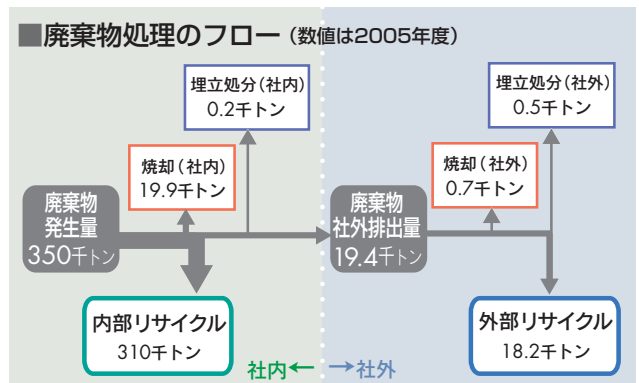 ■廃棄物処理のフロー（数値は2005年度）
埋立処分（社内）
0.2千トン
埋立処分（社外）
0.5千トン
焼却（社内）
19.9千トン
焼却（社外）
0.7千トン
廃棄物
発生量
350千トン
廃棄物
社外排出量
19.4千トン
内部リサイクル
310千トン
外部リサイクル
18.2千トン
社内← →社外